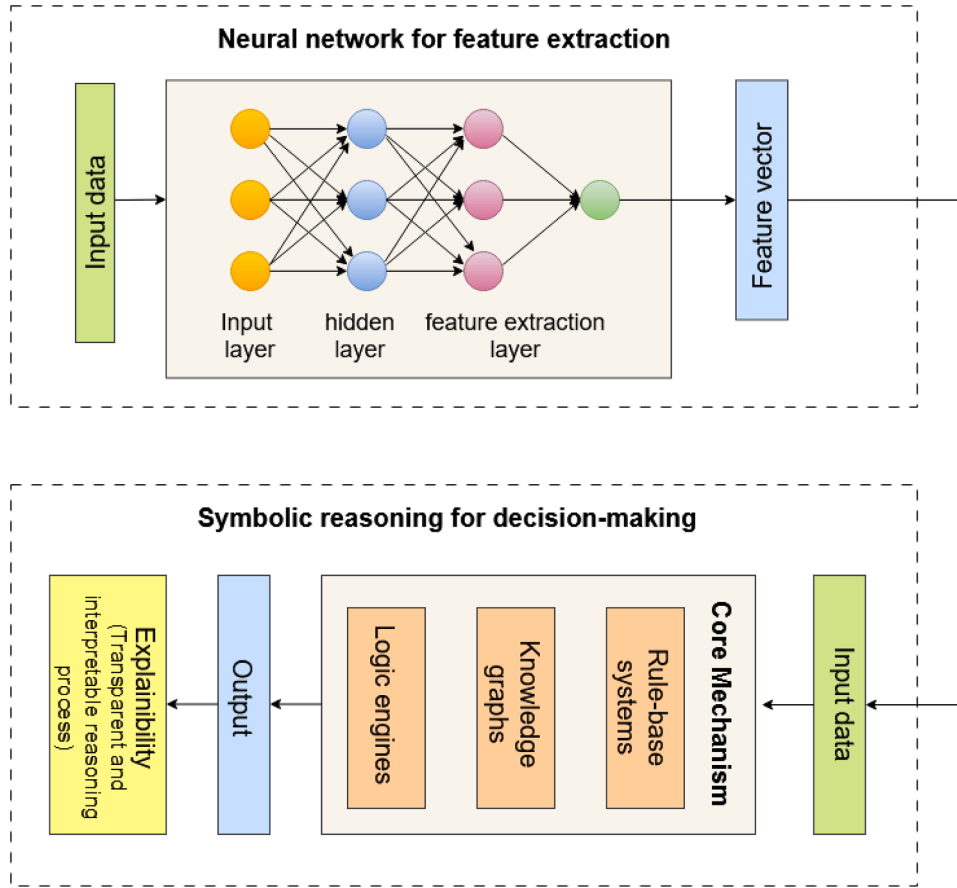 Neural network for feature extraction
Input data
Input
layer
hidden
layer
feature extraction
layer
Feature vector
Symbolic reasoning for decision-making
Explainibility
(Transparent and
interpretable reasoning
process)
Output
Logic engines
Knowledge
graphs
Rule-base
systems
Core Mechanism
Input data